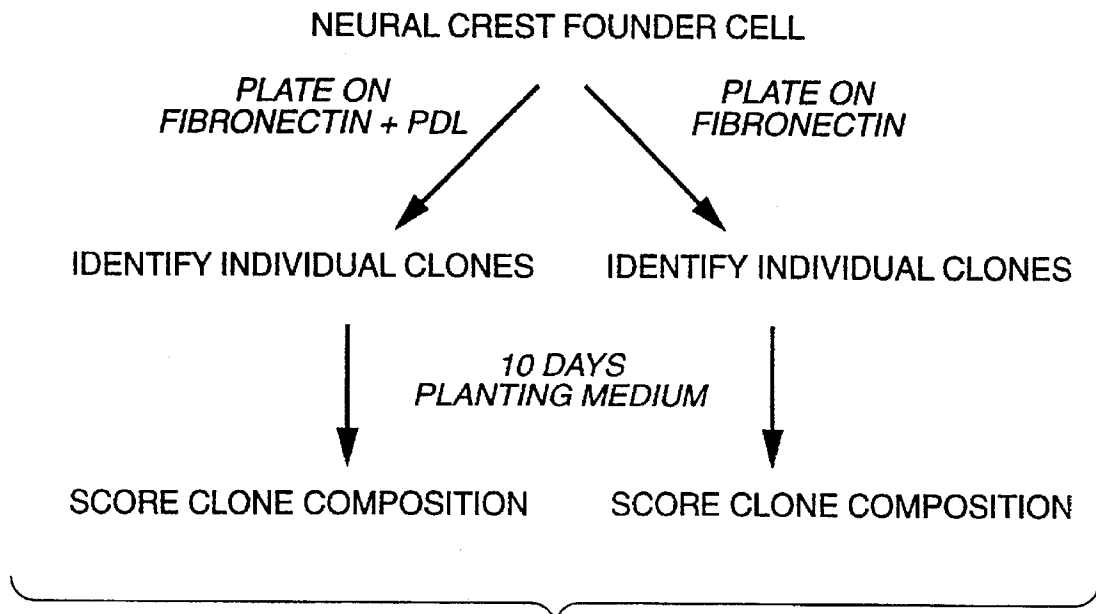 NEURAL CREST FOUNDER CELL
PLATE ON
FIBRONECTIN + PDL
PLATE ON
FIBRONECTIN
IDENTIFY INDIVIDUAL CLONES
IDENTIFY INDIVIDUAL CLONES
10 DAYS
PLANTING MEDIUM
SCORE CLONE COMPOSITION
SCORE CLONE COMPOSITION